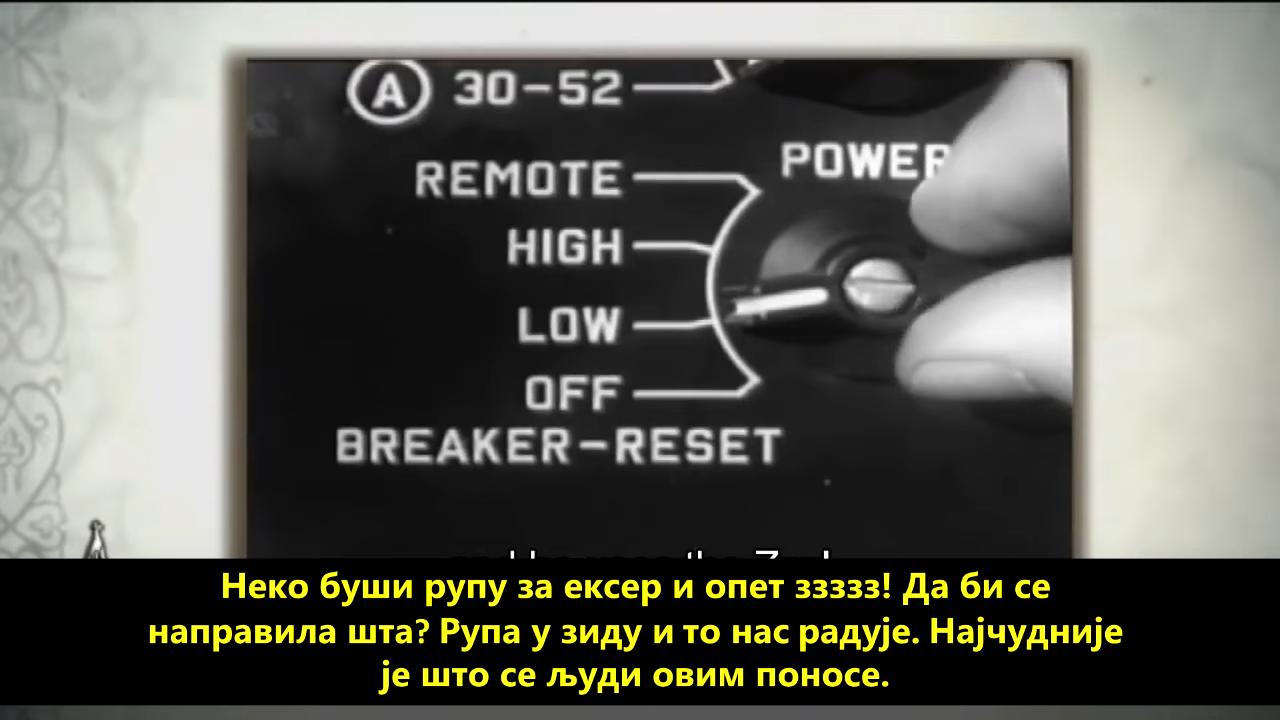 A 30-52
REMOTE
POWER
HIGH
LOW
OFF
BREAKER-RESET
Неко буши рупу за ексер и опет ззззз! Да би се
направила шта? Рупа у зиду и то нас радује. Најчудније
је што се људи овим поносе.